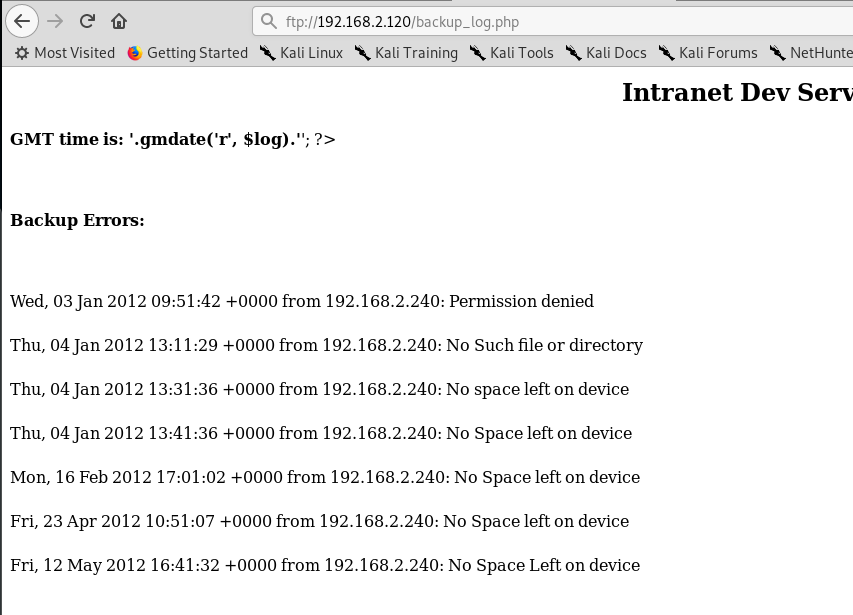 ftp://192.168.2.120/backup_log.php
Most Visited Getting Started Kali Linux Kali Training Kali Tools Kali Docs Kali Forums NetHunte
Intranet Dev Serv
GMT time is: '.gmdate('r', $log).''; ?>
Backup Errors:
Wed, 03 Jan 2012 09:51:42 +0000 from 192.168.2.240: Permission denied
Thu, 04 Jan 2012 13:11:29 +0000 from 192.168.2.240: No Such file or directory
Thu, 04 Jan 2012 13:31:36 +0000 from 192.168.2.240: No space left on device
Thu, 04 Jan 2012 13:41:36 +0000 from 192.168.2.240: No Space left on device
Mon, 16 Feb 2012 17:01:02 +0000 from 192.168.2.240: No Space left on device
Fri, 23 Apr 2012 10:51:07 +0000 from 192.168.2.240: No Space left on device
Fri, 12 May 2012 16:41:32 +0000 from 192.168.2.240: No Space Left on device